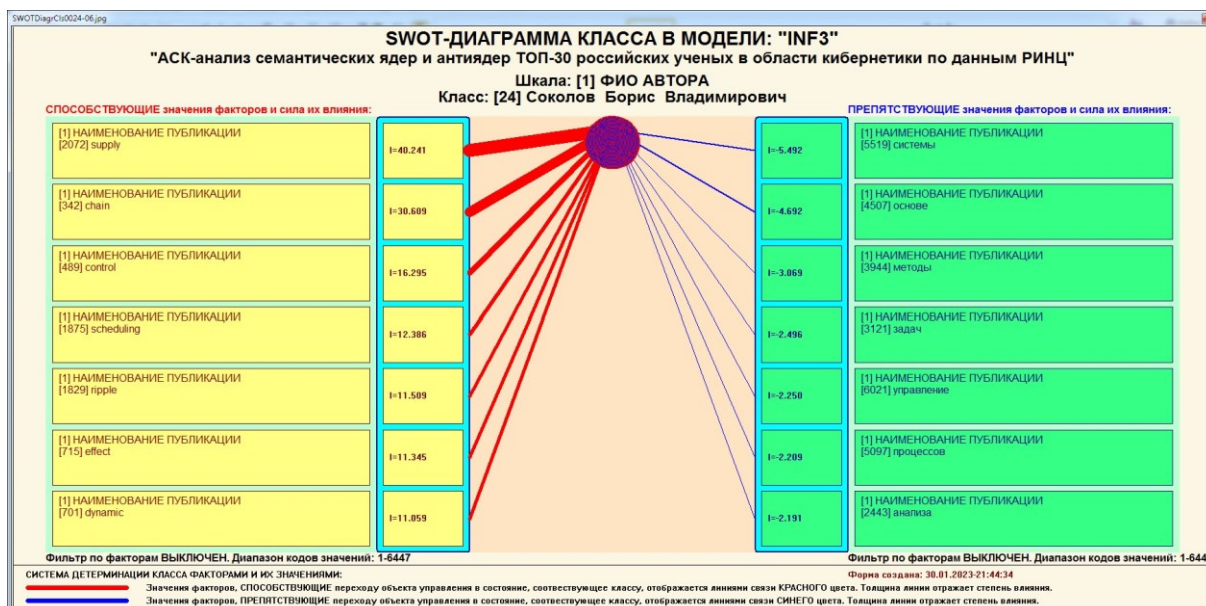 SWOTDiagrCls0024-06.jpg
SWOT-ДИАГРАММА КЛАССА В МОДЕЛИ: "INF3"
"АСК-анализ семантических ядер и антиядер ТОП-30 российских ученых в области кибернетики по данным РИНЦ"
Шкала: [1] ФИО АВТОРА
Класс: [24] Соколов Борис Владимирович
СПОСОБСТВУЮЩИЕ значения факторов и сила их влияния:
[1] НАИМЕНОВАНИЕ ПУБЛИКАЦИИ
[2072] supply
I=40.241
[1] НАИМЕНОВАНИЕ ПУБЛИКАЦИИ
[342] chain
I=30.609
[1] НАИМЕНОВАНИЕ ПУБЛИКАЦИИ
[489] control
I=16.295
[1] НАИМЕНОВАНИЕ ПУБЛИКАЦИИ
[1875] scheduling
I=12.386
[1] НАИМЕНОВАНИЕ ПУБЛИКАЦИИ
[1829] ripple
I=11.509
[1] НАИМЕНОВАНИЕ ПУБЛИКАЦИИ
[715] effect
I=11.345
[1] НАИМЕНОВАНИЕ ПУБЛИКАЦИИ
[701] dynamic
I=11.059
Фильтр по факторам ВЫКЛЮЧЕН. Диапазон кодов значений: 1-6447
ПРЕПЯТСТВУЮЩИЕ значения факторов и сила их влияния:
I=-5.492
[1] НАИМЕНОВАНИЕ ПУБЛИКАЦИИ
[5519] системы
I=-4.692
[1] НАИМЕНОВАНИЕ ПУБЛИКАЦИИ
[4507] основе
I=-3.069
[1] НАИМЕНОВАНИЕ ПУБЛИКАЦИИ
[3944] методы
I=-2.496
[1] НАИМЕНОВАНИЕ ПУБЛИКАЦИИ
[3121] задач
I=-2.250
[1] НАИМЕНОВАНИЕ ПУБЛИКАЦИИ
[6021] управление
I=-2.209
[1] НАИМЕНОВАНИЕ ПУБЛИКАЦИИ
[5097] процессов
I=-2.191
[1] НАИМЕНОВАНИЕ ПУБЛИКАЦИИ
[2443] анализа
Фильтр по факторам ВЫКЛЮЧЕН. Диапазон кодов значений: 1-644
СИСТЕМА ДЕТЕРМИНАЦИИ КЛАССА ФАКТОРАМИ И ИХ ЗНАЧЕНИЯМИ:
Форма создана: 30.01.2023-21:44:34
Значения факторов, СПОСОБСТВУЮЩИЕ переходу объекта управления в состояние, соотвествующее классу, отображается линиями связи КРАСНОГО цвета. Толщина линии отражает степень влияния.
Значения факторов, ПРЕПЯТСТВУЮЩИЕ переходу объекта управления в состояние, соотвествующее классу, отображается линиями связи СИНЕГО цвета. Толщина линии отражает степень влияния.